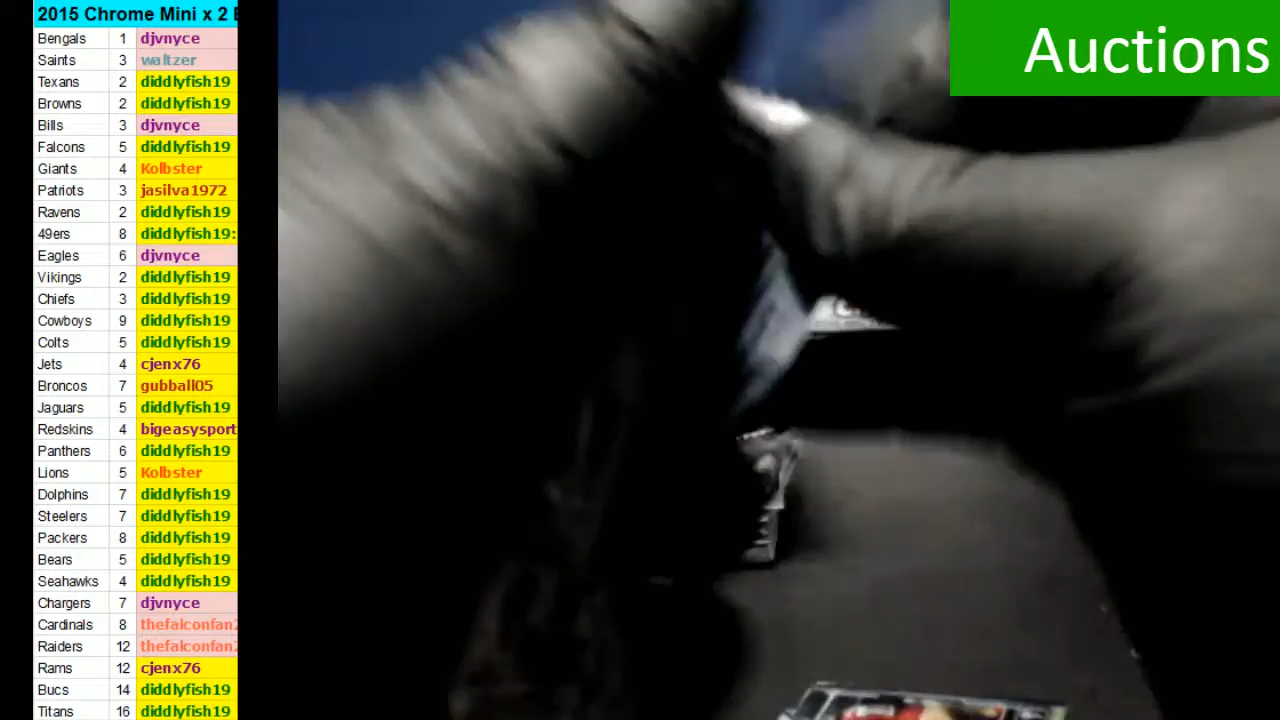 2015 Chrome Mini x 2
Auctions
Bengals 1 djvnyce
Saints 3 waltzer
Texans 2 diddlyfish19
Browns 2 diddlyfish19
Bills 3 djvnyce
Falcons 5 diddlyfish19
Giants 4 Kolbster
Patriots 3 jasilva1972
Ravens 2 diddlyfish19
49ers 8 diddlyfish19:
Eagles 6 djvnyce
Vikings 2 diddlyfish19
Chiefs 3 diddlyfish19
Cowboys 9 diddlyfish19
Colts 5 diddlyfish19
Jets 4 cjenx76
Broncos 7 gubball05
Jaguars 5 diddlyfish19
Redskins 4 bigeasysport
Panthers 6 diddlyfish19
Lions 5 Kolbster
Dolphins 7 diddlyfish19
Steelers 7 diddlyfish19
Packers 8 diddlyfish19
Bears 5 diddlyfish19
Seahawks 4 diddlyfish19
Chargers 7 djvnyce
Cardinals 8 thefalconfan
Raiders 12 thefalconfan
Rams 12 cjenx76
Bucs 14 diddlyfish19
Titans 16 diddlyfish19